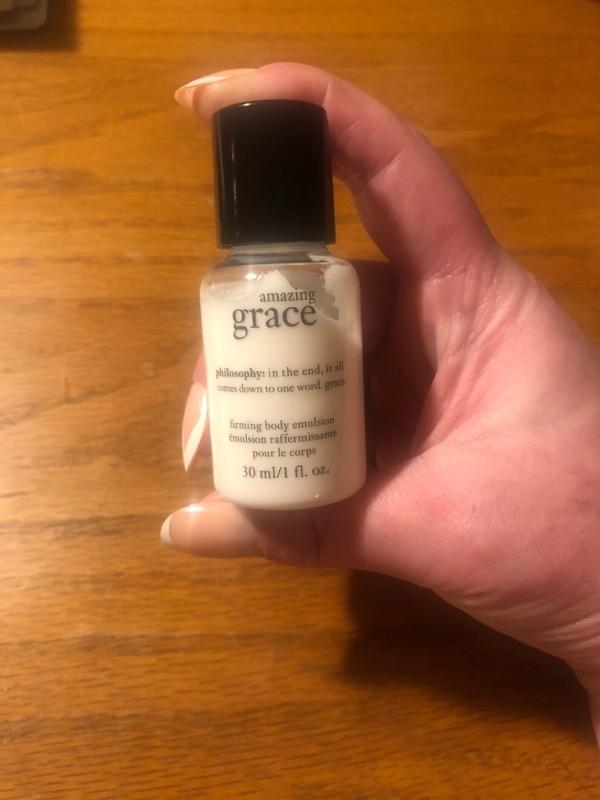 amazing
grace
philosophy: in the end, it all
comes down to one word. grace.
firming body emulsion
émulsion raffermissante
pour le corps
30 ml/1 fl. oz.